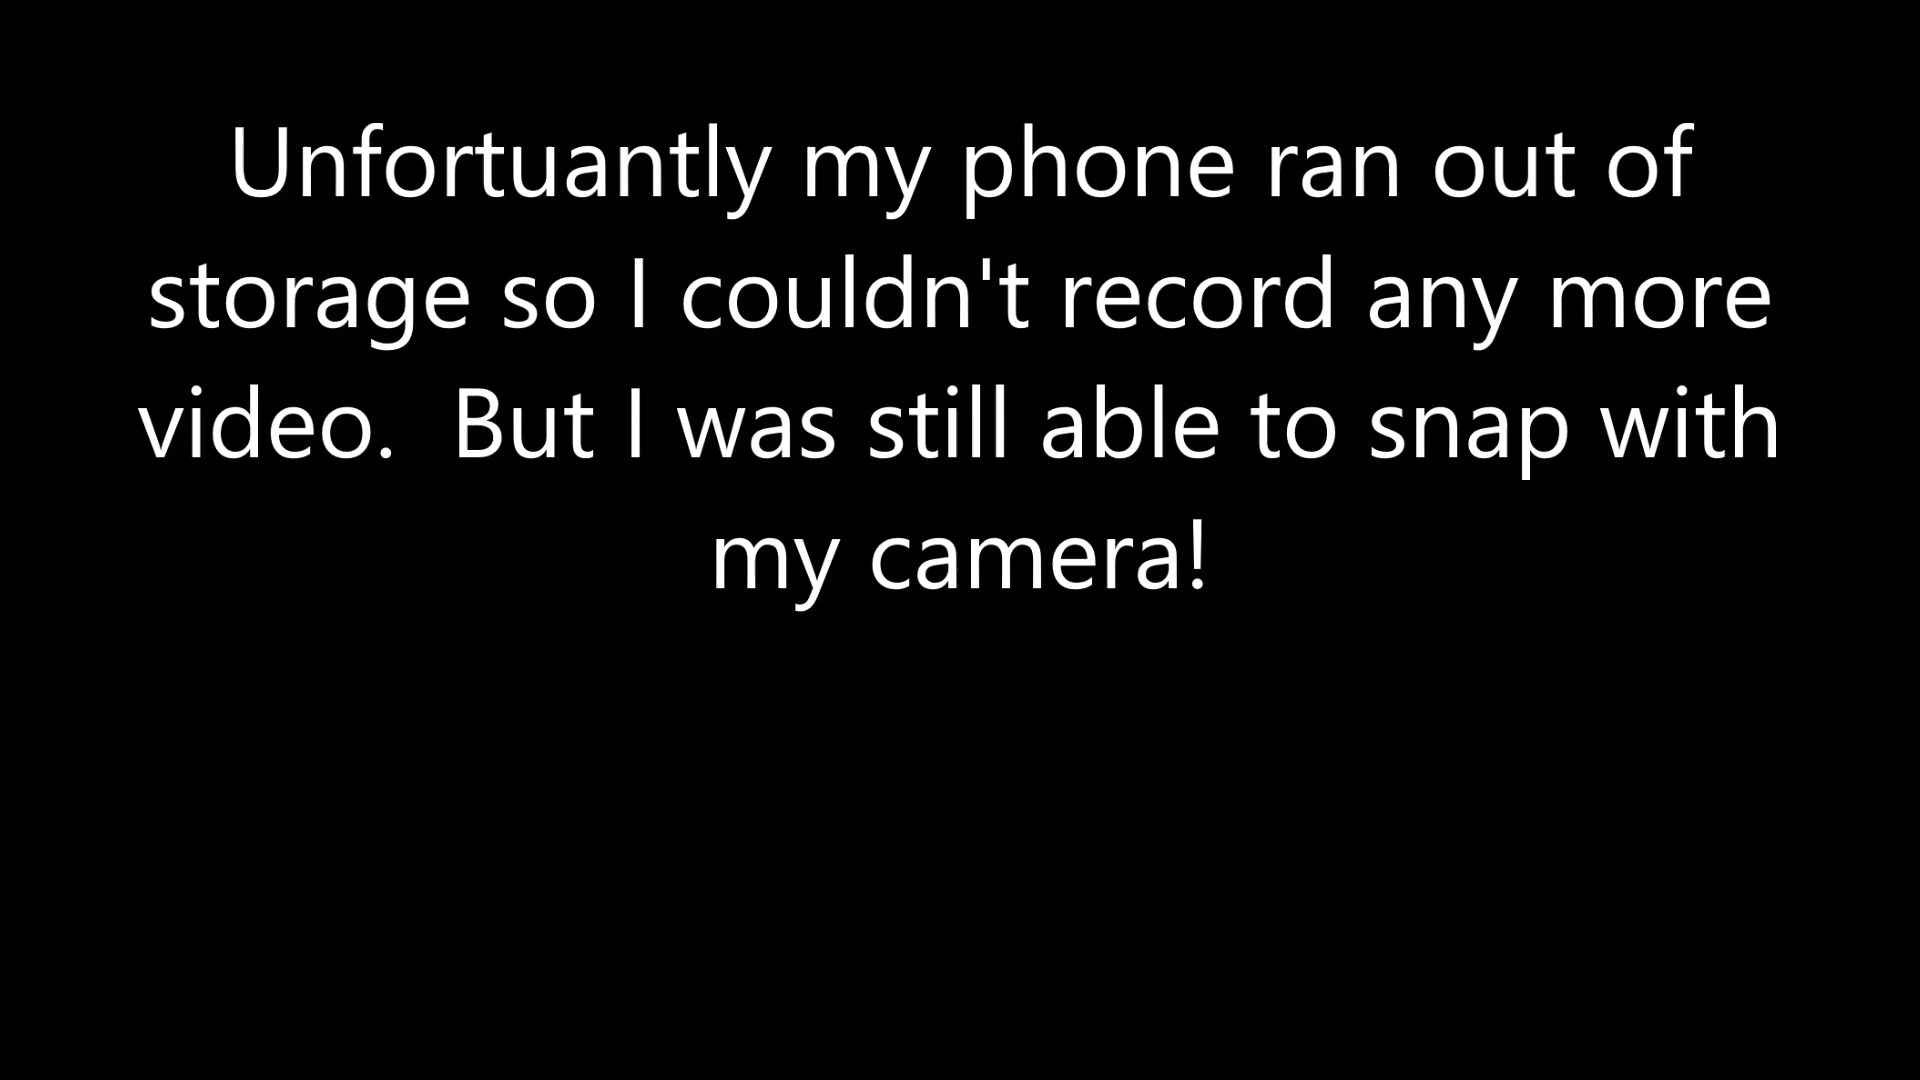 Unfortuantly my phone ran out of
storage so I couldn't record any more
video.  But I was still able to snap with
my camera!